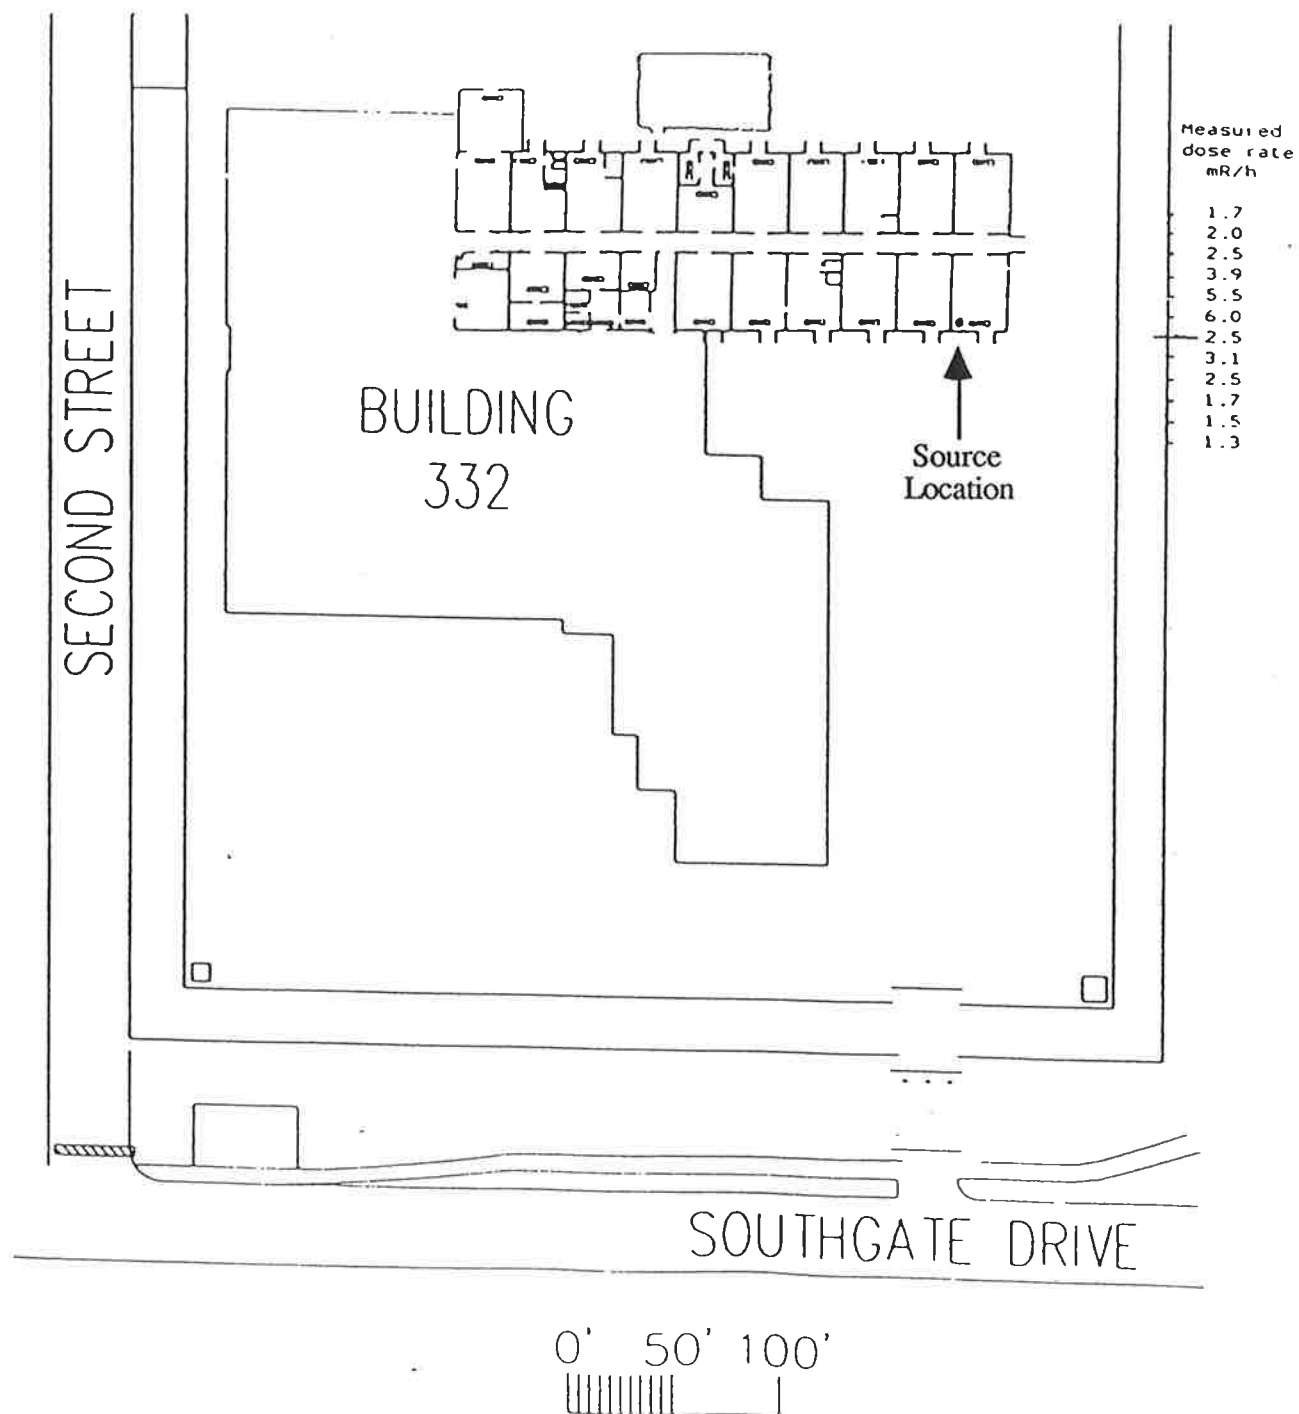 Measured
dose rate
mR/h
1.7
2.0
2.5
3.9
5.5
6.0
2.5
3.1
2.5
1.7
1.5
1.3
R
R
SECOND STREET
BUILDING
332
Source
Location
SOUTHGATE DRIVE
0' 50' 100'